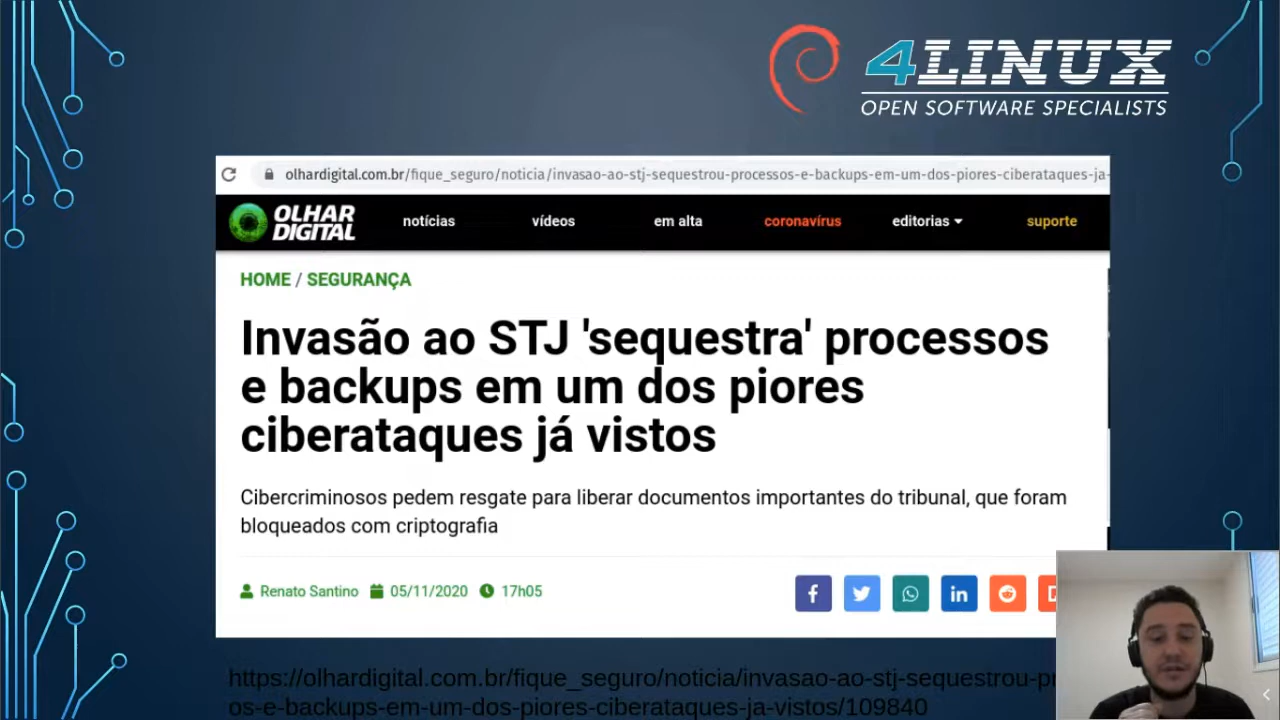 4LINUX
OPEN SOFTWARE SPECIALISTS
olhardigital.com.br/fique_seguro/noticia/invasao-ao-stj-sequestrou-processos-e-backups-em-um-dos-piores-ciberataques-ja-
OLHAR
DIGITAL
notícias vídeos em alta coronavírus editorias suporte
HOME / SEGURANÇA
Invasão ao STJ 'sequestra' processos
e backups em um dos piores
ciberataques já vistos
Cibercriminosos pedem resgate para liberar documentos importantes do tribunal, que foram
bloqueados com criptografia
Renato Santino 05/11/2020 17h05
https://olhardigital.com.br/fique_seguro/noticia/invasao-ao-stj-sequestrou-pr
os-e-backups-em-um-dos-piores-ciberataques-ja-vistos/109840